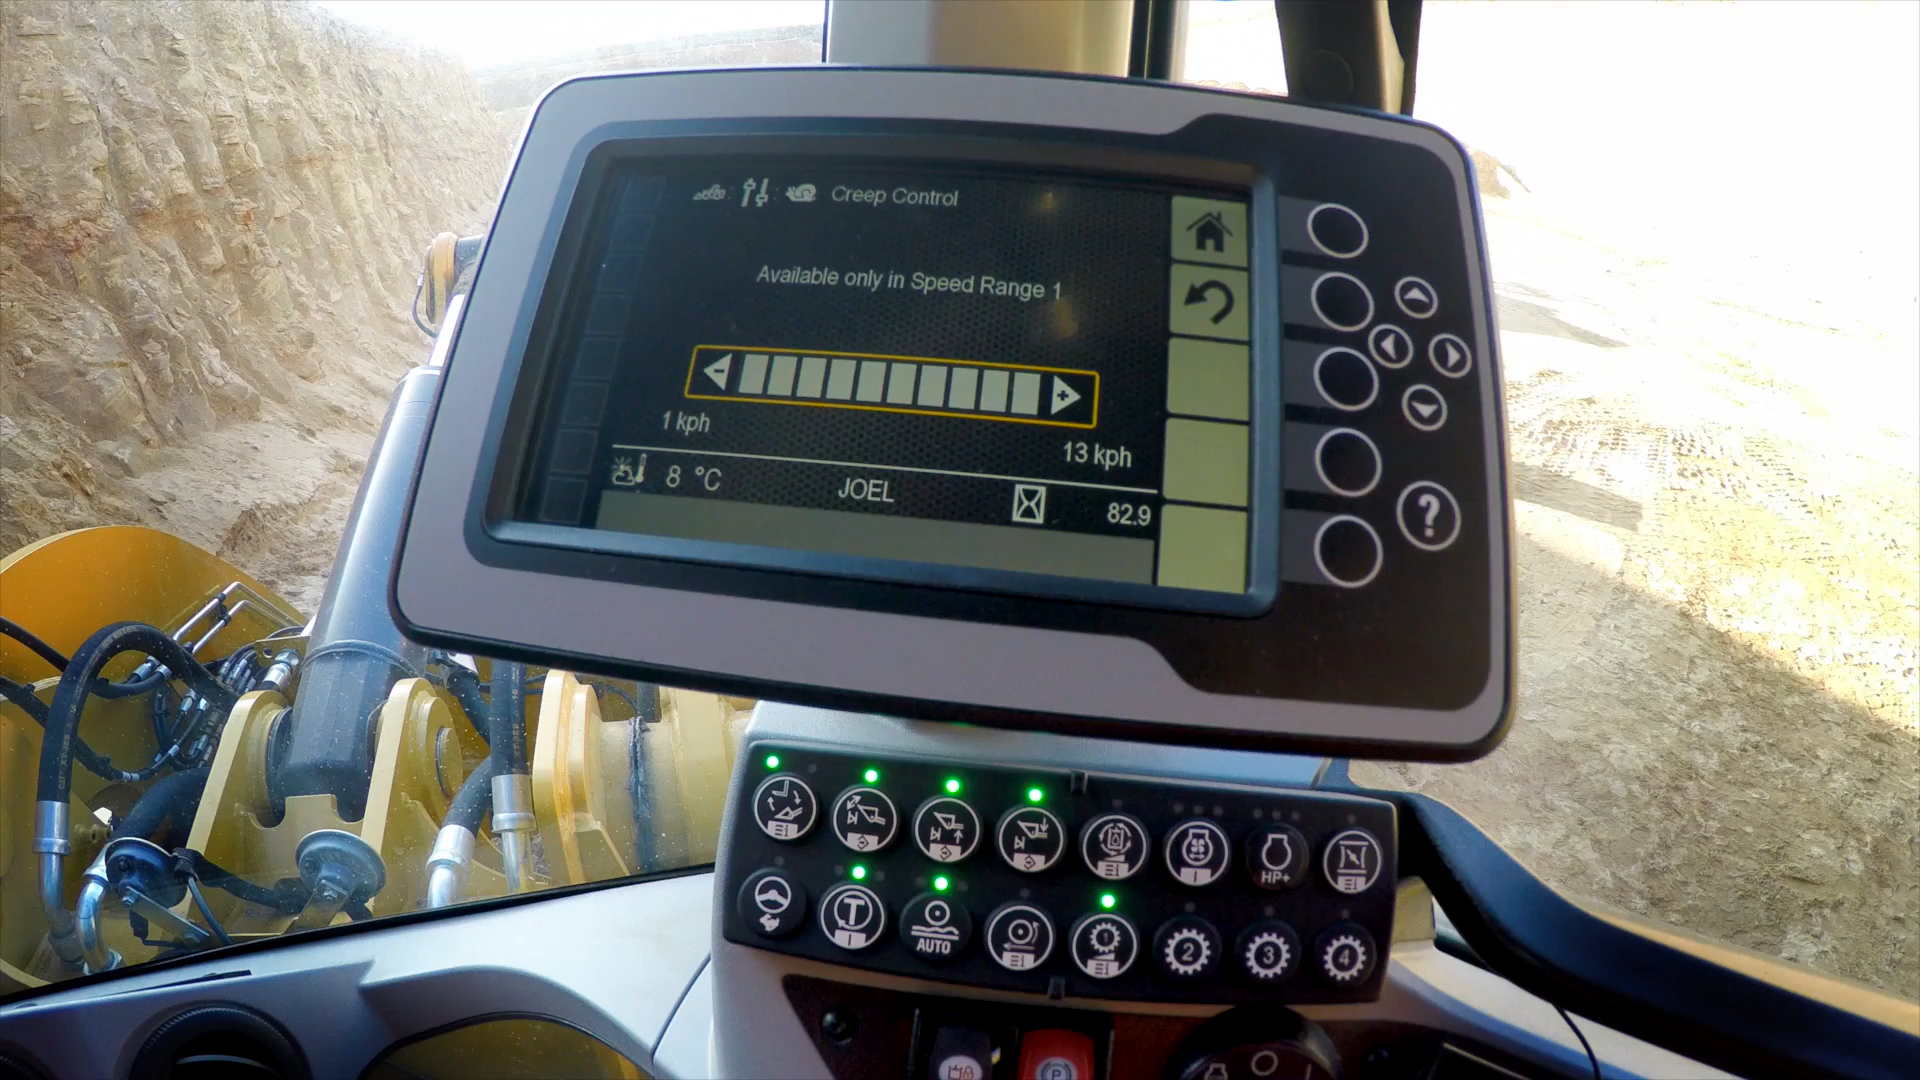 Creep Control
Available only in Speed Range 1
- +
1 kph
13 kph
8 °C
JOEL
82.9
?
HP+
T
AUTO
1
2
3
4
P